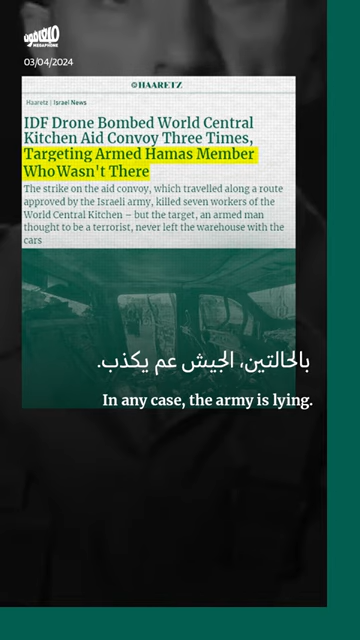 ميغافون
MEGAPHONE
03/04/2024
HAARETZ
Haaretz | Israel News
IDF Drone Bombed World Central
Kitchen Aid Convoy Three Times,
Targeting Armed Hamas Member
Who Wasn't There
The strike on the aid convoy, which travelled along a route
approved by the Israeli army, killed seven workers of the
World Central Kitchen – but the target, an armed man
thought to be a terrorist, never left the warehouse with the
cars
بالحالتين، الجيش عم يكذب.
In any case, the army is lying.